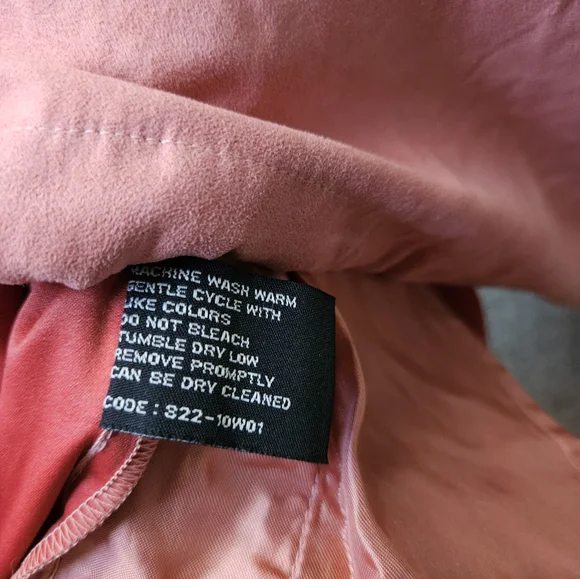 MACHINE WASH WARM
GENTLE CYCLE WITH
LIKE COLORS
DO NOT BLEACH
TUMBLE DRY LOW
REMOVE PROMPTLY
CAN BE DRY CLEANED
CODE : S22-10W01